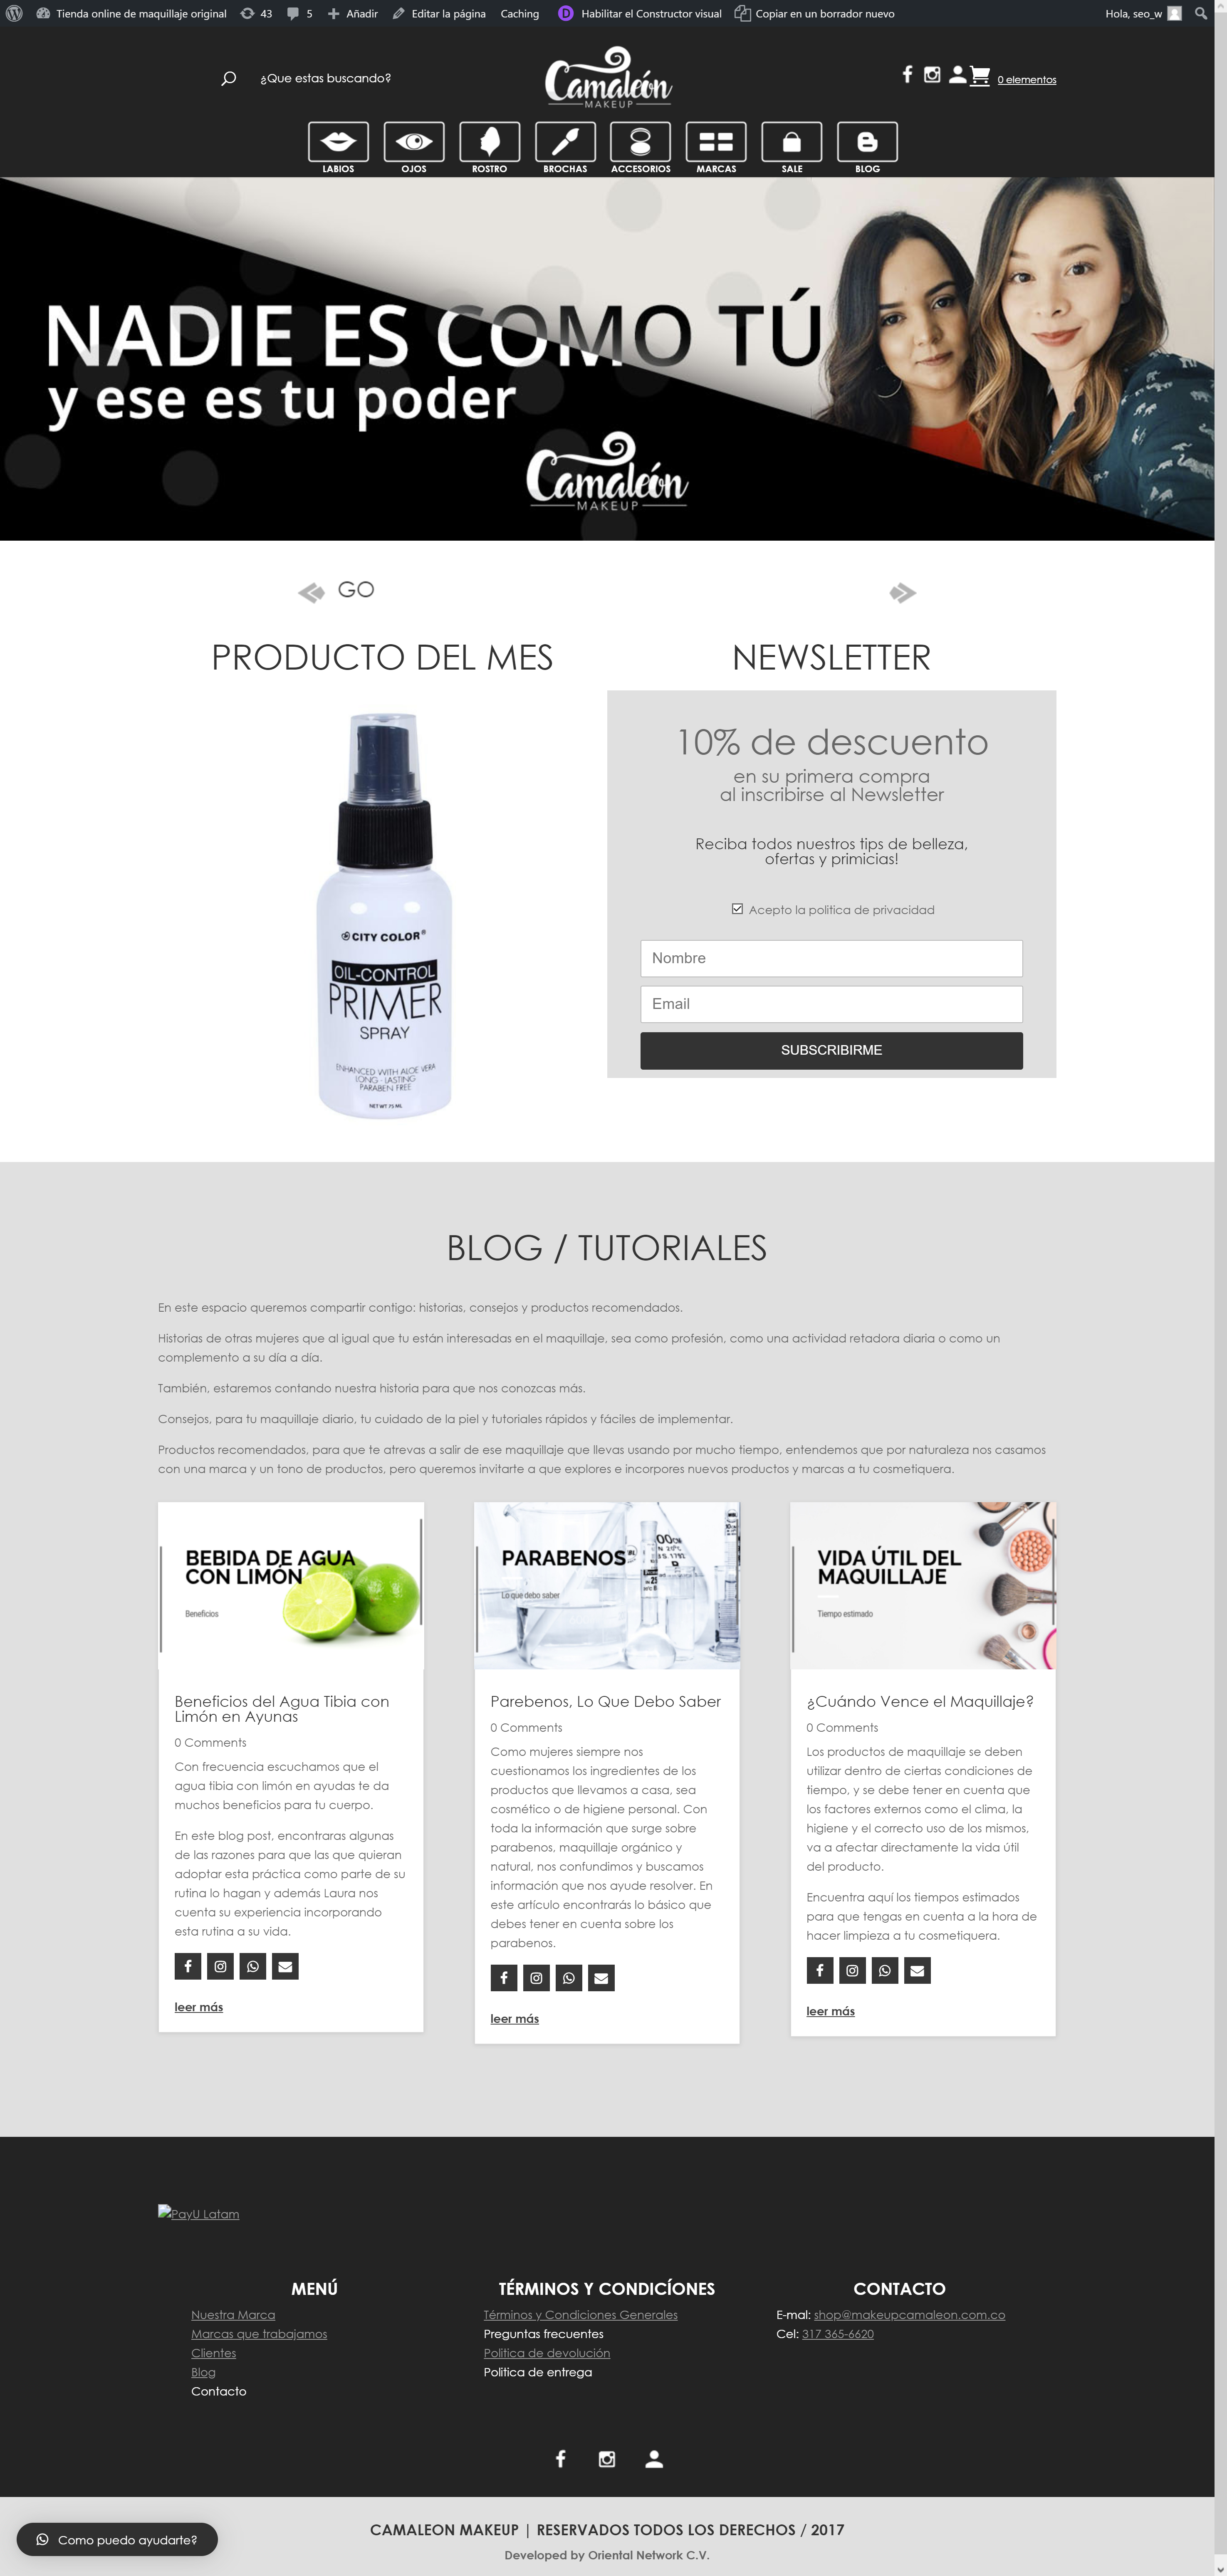 Tienda online de maquillaje original 43 5 Añadir Editar la página Caching Habilitar el Constructor visual Copiar en un borrador nuevo Hola, seo_w
¿Que estas buscando?
Camaleón
MAKEUP
0 elementos
LABIOS OJOS ROSTRO BROCHAS ACCESORIOS MARCAS SALE BLOG
NADIE ES COMO TÚ
y ese es tu poder
Camaleón
MAKEUP
GO
PRODUCTO DEL MES
CITY COLOR®
OIL-CONTROL
PRIMER
SPRAY
ENHANCED WITH ALOE VERA
LONG - LASTING
PARABEN FREE
NET WT. 75 ML
NEWSLETTER
10% de descuento
en su primera compra
al inscribirse al Newsletter
Reciba todos nuestros tips de belleza,
ofertas y primicias!
Acepto la politica de privacidad
Nombre
Email
SUBSCRIBIRME
BLOG / TUTORIALES
En este espacio queremos compartir contigo: historias, consejos y productos recomendados.
Historias de otras mujeres que al igual que tu están interesadas en el maquillaje, sea como profesión, como una actividad retadora diaria o como un
complemento a su día a día.
También, estaremos contando nuestra historia para que nos conozcas más.
Consejos, para tu maquillaje diario, tu cuidado de la piel y tutoriales rápidos y fáciles de implementar.
Productos recomendados, para que te atrevas a salir de ese maquillaje que llevas usando por mucho tiempo, entendemos que por naturaleza nos casamos
con una marca y un tono de productos, pero queremos invitarte a que explores e incorpores nuevos productos y marcas a tu cosmetiquera.
BEBIDA DE AGUA
CON LIMÓN
Beneficios
Beneficios del Agua Tibia con
Limón en Ayunas
0 Comments
Con frecuencia escuchamos que el
agua tibia con limón en ayudas te da
muchos beneficios para tu cuerpo.
En este blog post, encontraras algunas
de las razones para que las que quieran
adoptar esta práctica como parte de su
rutina lo hagan y además Laura nos
cuenta su experiencia incorporando
esta rutina a su vida.
leer más
PARABENOS
Lo que debo saber
Parebenos, Lo Que Debo Saber
0 Comments
Como mujeres siempre nos
cuestionamos los ingredientes de los
productos que llevamos a casa, sea
cosmético o de higiene personal. Con
toda la información que surge sobre
parabenos, maquillaje orgánico y
natural, nos confundimos y buscamos
información que nos ayude resolver. En
este artículo encontrarás lo básico que
debes tener en cuenta sobre los
parabenos.
leer más
VIDA ÚTIL DEL
MAQUILLAJE
Tiempo estimado
¿Cuándo Vence el Maquillaje?
0 Comments
Los productos de maquillaje se deben
utilizar dentro de ciertas condiciones de
tiempo, y se debe tener en cuenta que
los factores externos como el clima, la
higiene y el correcto uso de los mismos,
va a afectar directamente la vida útil
del producto.
Encuentra aquí los tiempos estimados
para que tengas en cuenta a la hora de
hacer limpieza a tu cosmetiquera.
leer más
PayU Latam
MENÚ
Nuestra Marca
Marcas que trabajamos
Clientes
Blog
Contacto
TÉRMINOS Y CONDICÍONES
Términos y Condiciones Generales
Preguntas frecuentes
Politica de devolución
Politica de entrega
CONTACTO
E-mal: shop@makeupcamaleon.com.co
Cel: 317 365-6620
Como puedo ayudarte?
CAMALEON MAKEUP | RESERVADOS TODOS LOS DERECHOS / 2017
Developed by Oriental Network C.V.